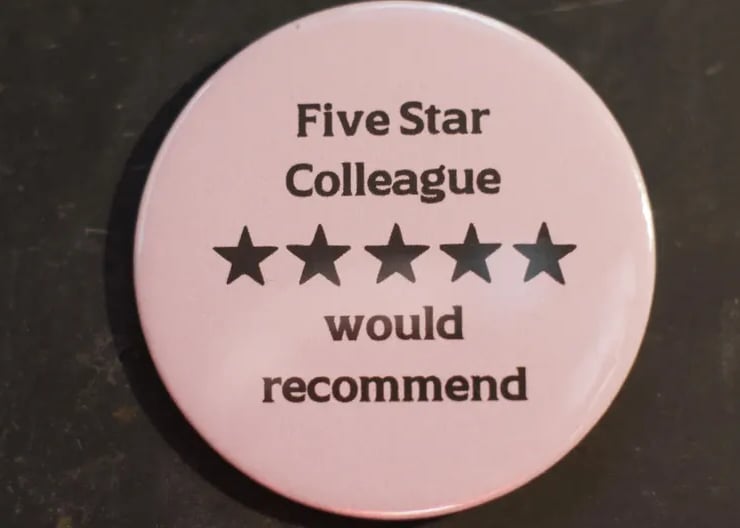 Five Star
Colleague
★★★★★
would
recommend